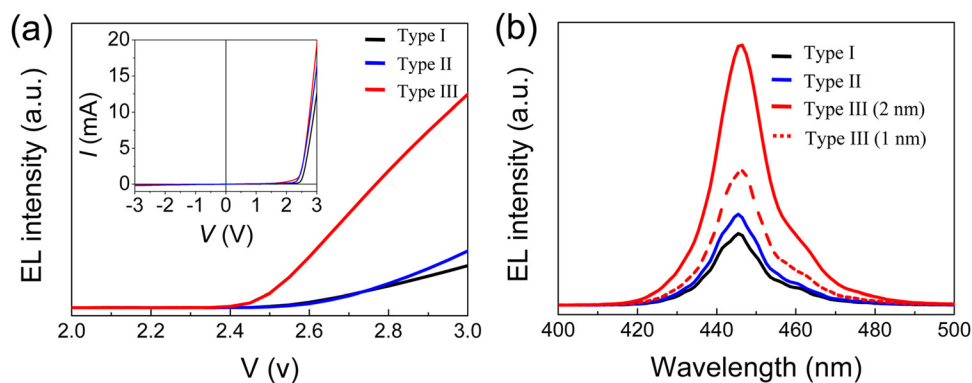 (a)
EL intensity (a.u.)
20
15
10
5
0
I (mA)
-3 -2 -1 0 1 2 3
V (V)
Type I
Type II
Type III
2.0 2.2 2.4 2.6 2.8 3.0
V (v)
(b)
EL intensity (a.u.)
Type I
Type II
Type III (2 nm)
Type III (1 nm)
400 420 440 460 480 500
Wavelength (nm)